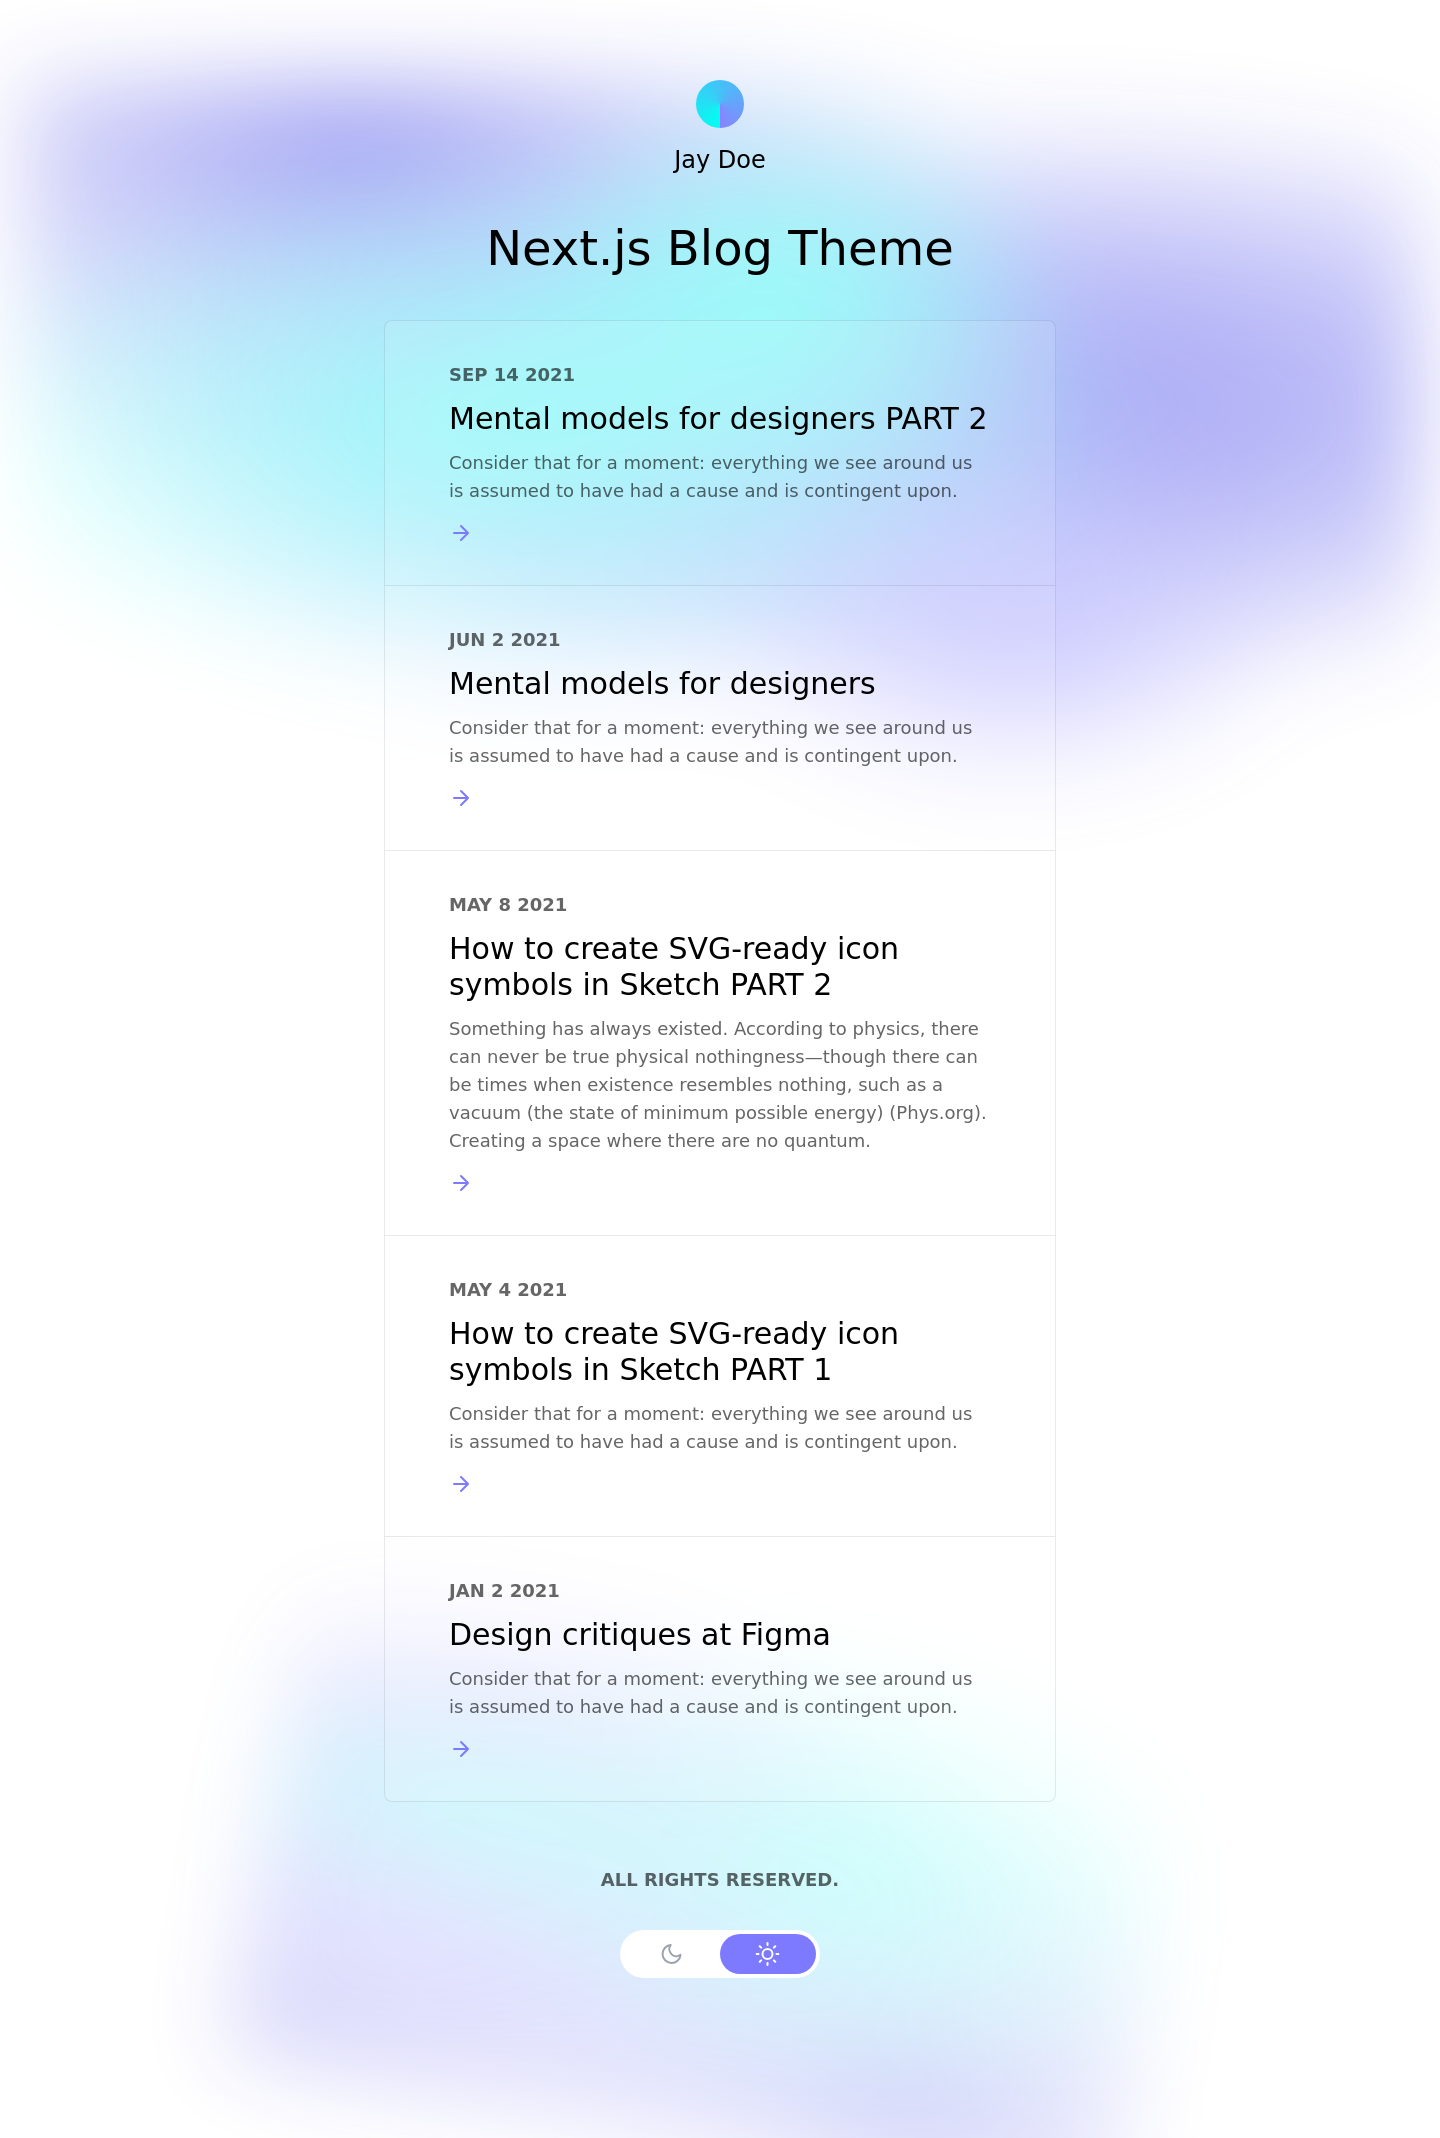 Jay Doe
Next.js Blog Theme
SEP 14 2021
Mental models for designers PART 2
Consider that for a moment: everything we see around us
is assumed to have had a cause and is contingent upon.
JUN 2 2021
Mental models for designers
Consider that for a moment: everything we see around us
is assumed to have had a cause and is contingent upon.
MAY 8 2021
How to create SVG-ready icon
symbols in Sketch PART 2
Something has always existed. According to physics, there
can never be true physical nothingness—though there can
be times when existence resembles nothing, such as a
vacuum (the state of minimum possible energy) (Phys.org).
Creating a space where there are no quantum.
MAY 4 2021
How to create SVG-ready icon
symbols in Sketch PART 1
Consider that for a moment: everything we see around us
is assumed to have had a cause and is contingent upon.
JAN 2 2021
Design critiques at Figma
Consider that for a moment: everything we see around us
is assumed to have had a cause and is contingent upon.
ALL RIGHTS RESERVED.